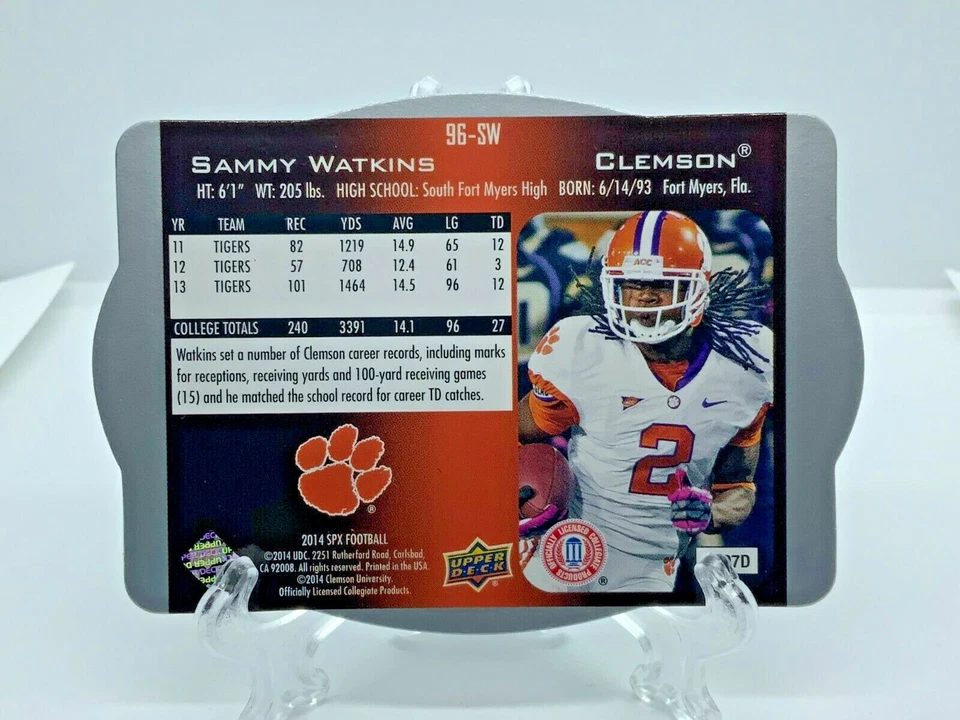 96-SW
SAMMY WATKINS
CLEMSON®
HT: 6'1" WT: 205 lbs. HIGH SCHOOL: South Fort Myers High BORN: 6/14/93 Fort Myers, Fla.
YR TEAM REC YDS AVG LG TD
11 TIGERS 82 1219 14.9 65 12
12 TIGERS 57 708 12.4 61 3
13 TIGERS 101 1464 14.5 96 12
COLLEGE TOTALS 240 3391 14.1 96 27
Watkins set a number of Clemson career records, including marks
for receptions, receiving yards and 100-yard receiving games
(15) and he matched the school record for career TD catches.
ACC
2
®
2014 SPX FOOTBALL
©2014 UDC. 2251 Rutherford Road, Carlsbad,
CA 92008. All rights reserved. Printed in the USA.
©2014 Clemson University.
Officially Licensed Collegiate Products.
UPPER
DECK
OFFICIALLY LICENSED COLLEGIATE PRODUCTS
®
7D